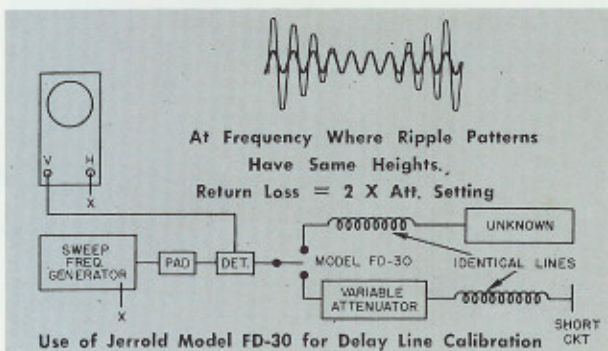 At Frequency Where Ripple Patterns
Have Same Heights.
Return Loss = 2 X Att. Setting
V H
X
SWEEP
FREQ.
GENERATOR
X
PAD
DET.
MODEL FD-30
UNKNOWN
IDENTICAL LINES
VARIABLE
ATTENUATOR
SHORT
CKT
Use of Jerrold Model FD-30 for Delay Line Calibration